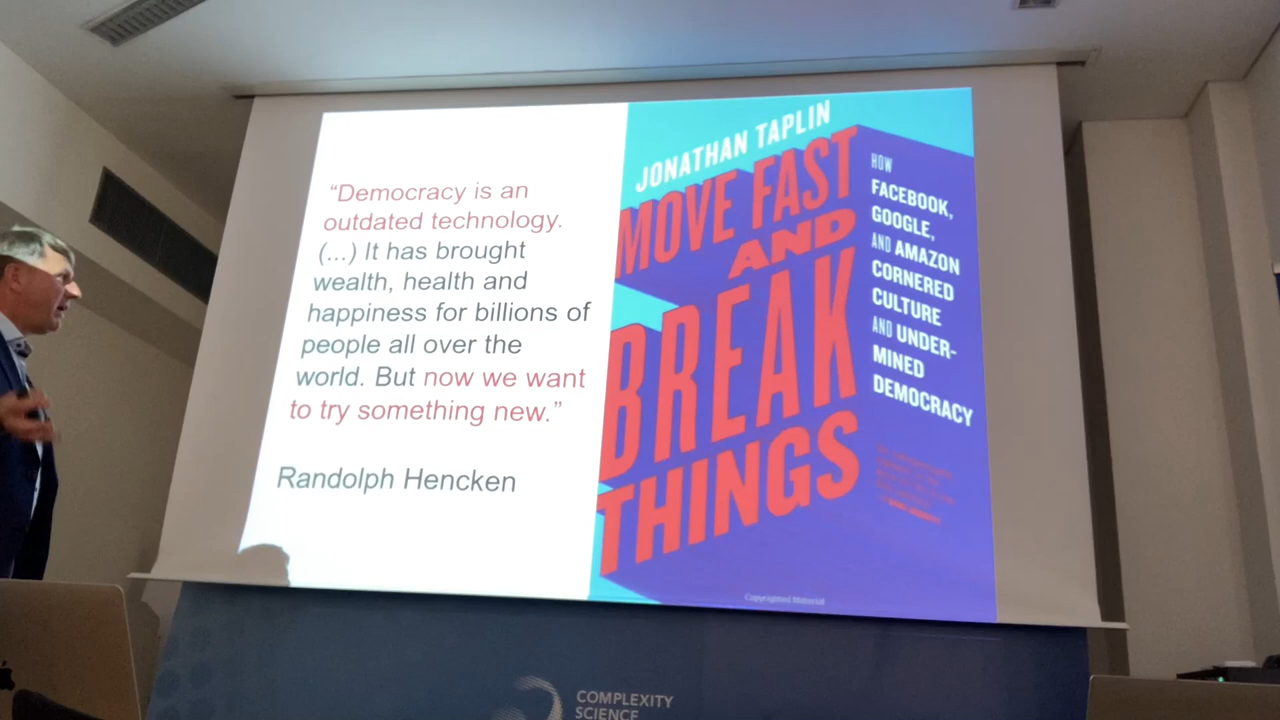 “Democracy is an
outdated technology.
(...) It has brought
wealth, health and
happiness for billions of
people all over the
world. But now we want
to try something new.”
Randolph Hencken
JONATHAN TAPLIN
MOVE FAST
AND
BREAK
THINGS
HOW
FACEBOOK,
GOOGLE,
AND AMAZON
CORNERED
CULTURE
AND UNDER-
MINED
DEMOCRACY
Copyrighted Material
COMPLEXITY
SCIENCE